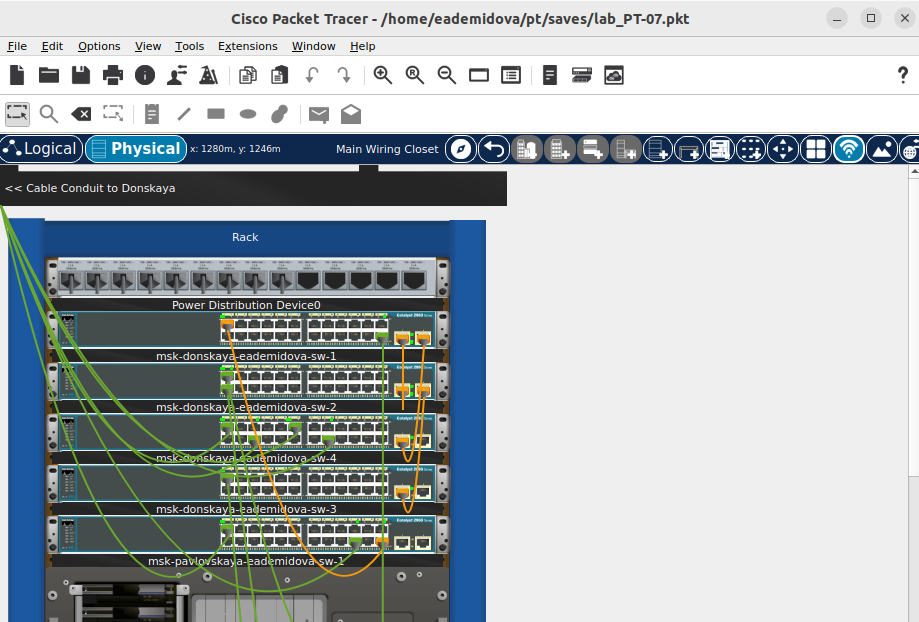 Cisco Packet Tracer - /home/eademidova/pt/saves/lab_PT-07.pkt
File Edit Options View Tools Extensions Window Help
Logical Physical x: 1280m, y: 1246m Main Wiring Closet
<< Cable Conduit to Donskaya
Rack
Power Distribution Device0
msk-donskaya-eademidova-sw-1
msk-donskaya-eademidova-sw-2
msk-donskaya-eademidova-sw-4
msk-donskaya-eademidova-sw-3
msk-pavlovskaya-eademidova-sw-1